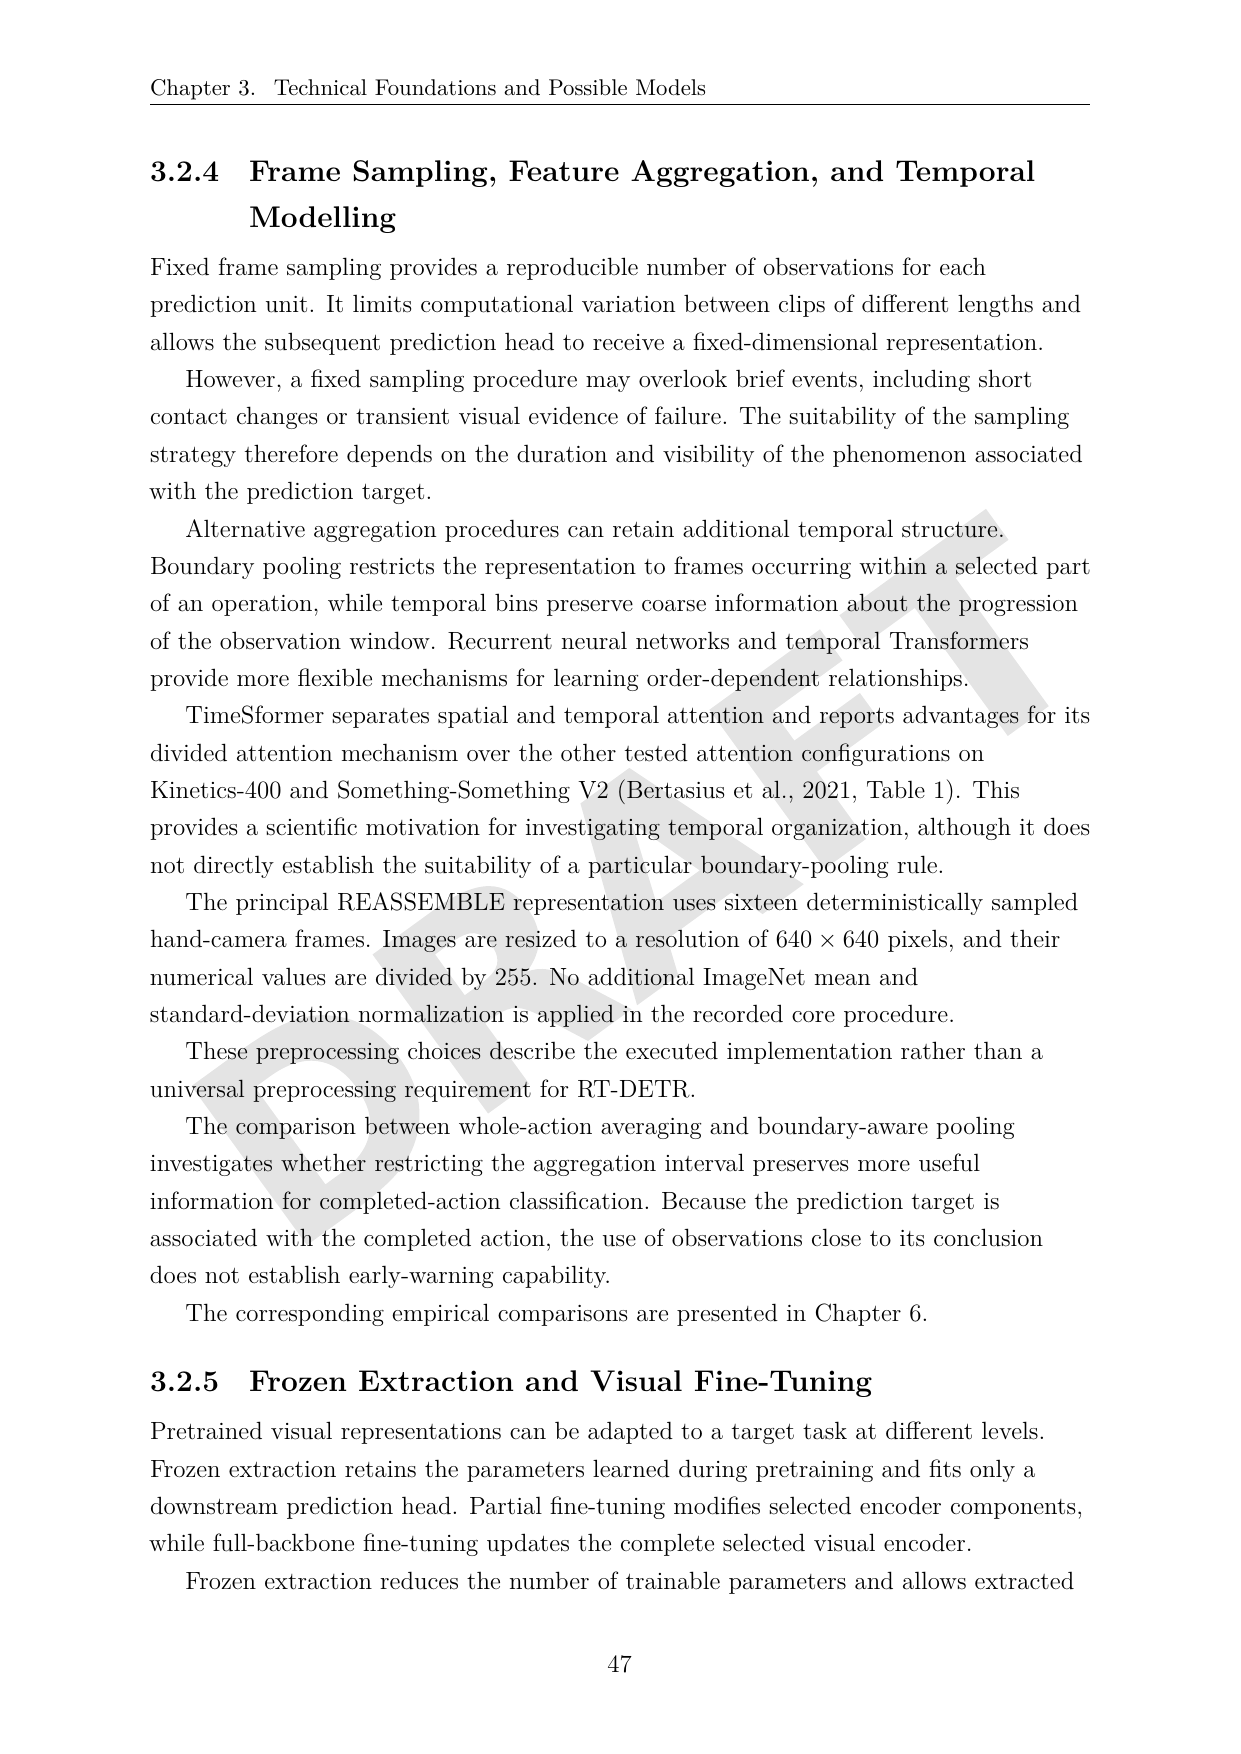 Chapter 3. Technical Foundations and Possible Models
3.2.4 Frame Sampling, Feature Aggregation, and Temporal
Modelling
Fixed frame sampling provides a reproducible number of observations for each
prediction unit. It limits computational variation between clips of different lengths and
allows the subsequent prediction head to receive a fixed-dimensional representation.
However, a fixed sampling procedure may overlook brief events, including short
contact changes or transient visual evidence of failure. The suitability of the sampling
strategy therefore depends on the duration and visibility of the phenomenon associated
with the prediction target.
Alternative aggregation procedures can retain additional temporal structure.
Boundary pooling restricts the representation to frames occurring within a selected part
of an operation, while temporal bins preserve coarse information about the progression
of the observation window. Recurrent neural networks and temporal Transformers
provide more flexible mechanisms for learning order-dependent relationships.
TimeSformer separates spatial and temporal attention and reports advantages for its
divided attention mechanism over the other tested attention configurations on
Kinetics-400 and Something-Something V2 (Bertasius et al., 2021, Table 1). This
provides a scientific motivation for investigating temporal organization, although it does
not directly establish the suitability of a particular boundary-pooling rule.
The principal REASSEMBLE representation uses sixteen deterministically sampled
hand-camera frames. Images are resized to a resolution of 640 × 640 pixels, and their
numerical values are divided by 255. No additional ImageNet mean and
standard-deviation normalization is applied in the recorded core procedure.
These preprocessing choices describe the executed implementation rather than a
universal preprocessing requirement for RT-DETR.
The comparison between whole-action averaging and boundary-aware pooling
investigates whether restricting the aggregation interval preserves more useful
information for completed-action classification. Because the prediction target is
associated with the completed action, the use of observations close to its conclusion
does not establish early-warning capability.
The corresponding empirical comparisons are presented in Chapter 6.
3.2.5 Frozen Extraction and Visual Fine-Tuning
Pretrained visual representations can be adapted to a target task at different levels.
Frozen extraction retains the parameters learned during pretraining and fits only a
downstream prediction head. Partial fine-tuning modifies selected encoder components,
while full-backbone fine-tuning updates the complete selected visual encoder.
Frozen extraction reduces the number of trainable parameters and allows extracted
47
DRAFT